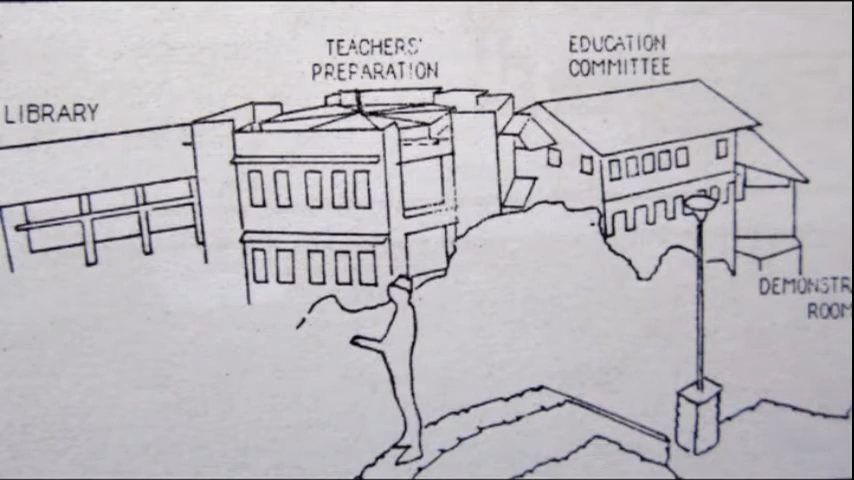 LIBRARY
TEACHERS'
PREPARATION
EDUCATION
COMMITTEE
DEMONSTR
ROOM